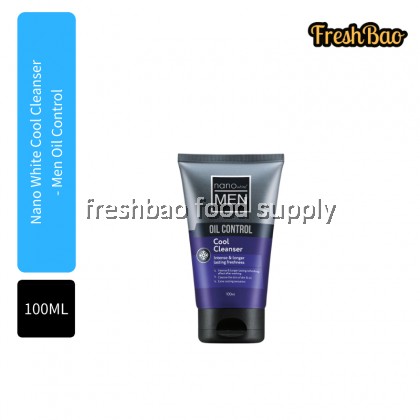 FreshBao
Nano White Cool Cleanser
- Men Oil Control
100ML
freshbao food supply
nanowhite
MEN
OIL CONTROL
Cool
Cleanser
Intense & longer
lasting freshness
100ml